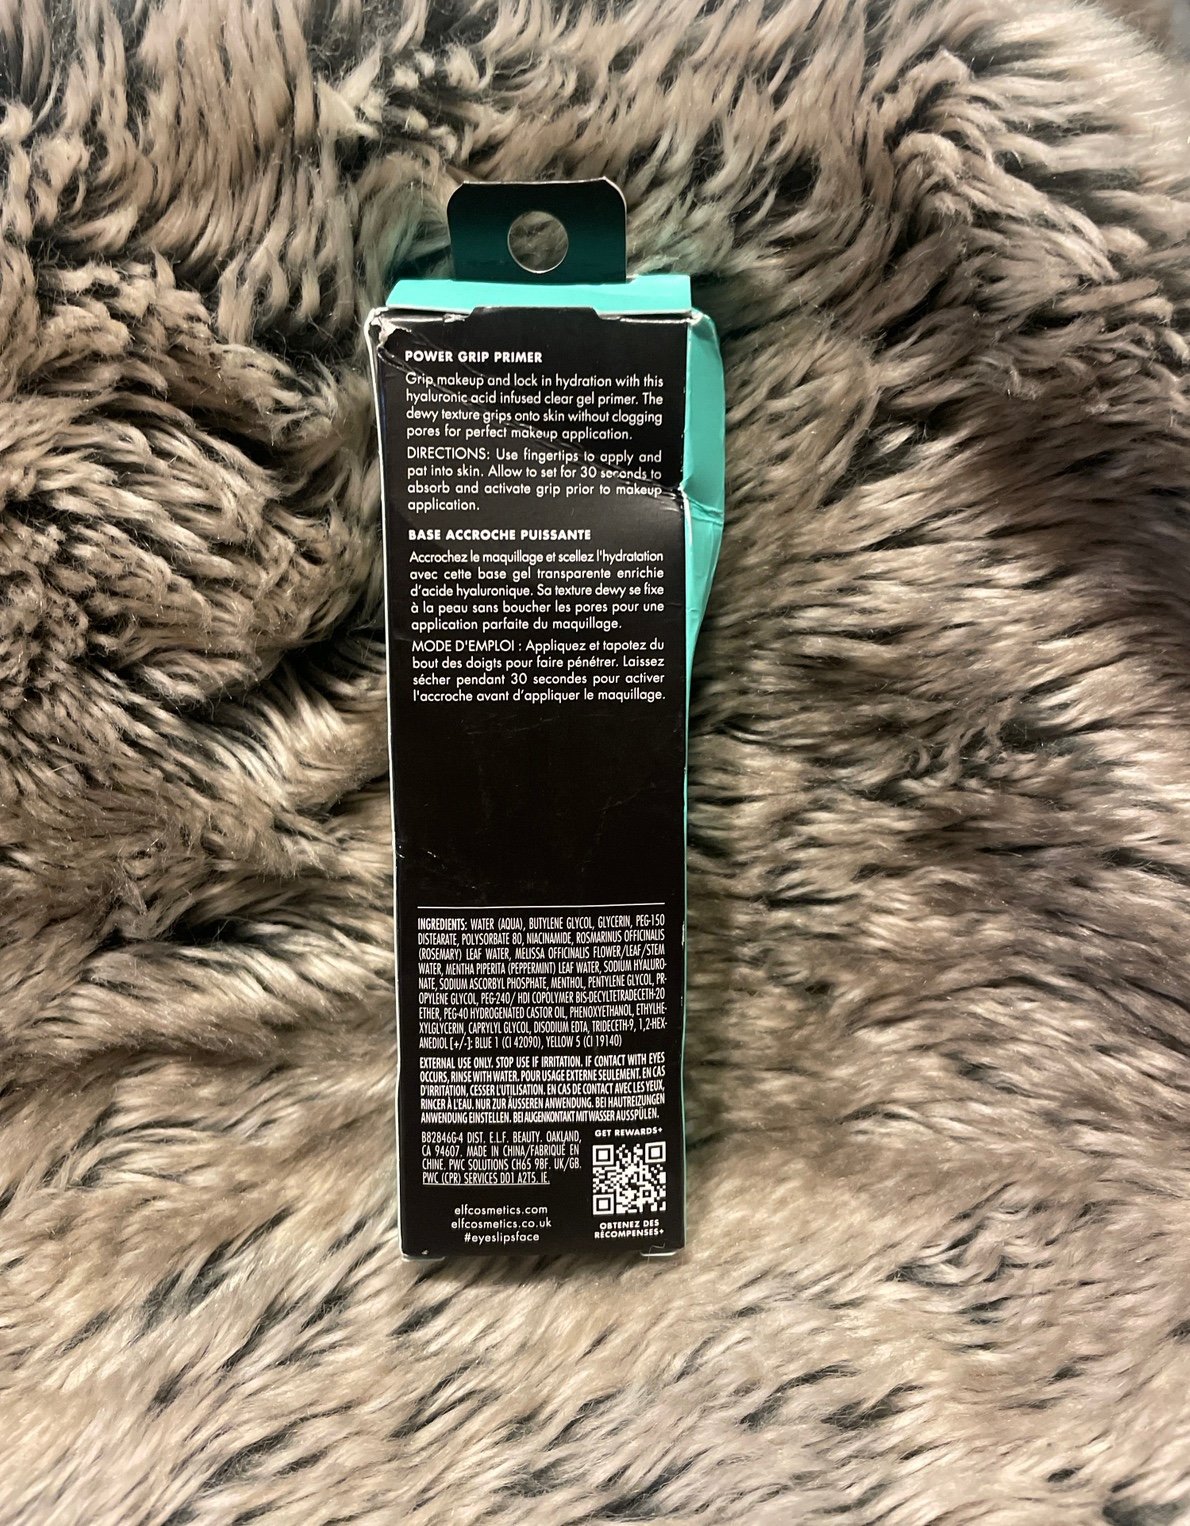 POWER GRIP PRIMER
Grip makeup and lock in hydration with this
hyaluronic acid infused clear gel primer. The
dewy texture grips onto skin without clogging
pores for perfect makeup application.
DIRECTIONS: Use fingertips to apply and
pat into skin. Allow to set for 30 seconds to
absorb and activate grip prior to makeup
application.
BASE ACCROCHE PUISSANTE
Accrochez le maquillage et scellez l'hydratation
avec cette base gel transparente enrichie
d'acide hyaluronique. Sa texture dewy se fixe
à la peau sans boucher les pores pour une
application parfaite du maquillage.
MODE D'EMPLOI : Appliquez et tapotez du
bout des doigts pour faire pénétrer. Laissez
sécher pendant 30 secondes pour activer
l'accroche avant d'appliquer le maquillage.
INGREDIENTS: WATER (AQUA), BUTYLENE GLYCOL, GLYCERIN, PEG-150
DISTEARATE, POLYSORBATE 80, NIACINAMIDE, ROSMARINUS OFFICINALIS
(ROSEMARY) LEAF WATER, MELISSA OFFICINALIS FLOWER/LEAF/STEM
WATER, MENTHA PIPERITA (PEPPERMINT) LEAF WATER, SODIUM HYALURO-
NATE, SODIUM ASCORBYL PHOSPHATE, MENTHOL, PENTYLENE GLYCOL, PR-
OPYLENE GLYCOL, PEG-240/ HDI COPOLYMER BIS-DECYLTETRADECETH-20
ETHER, PEG-40 HYDROGENATED CASTOR OIL, PHENOXYETHANOL, ETHYLHE-
XYLGLYCERIN, CAPRYLYL GLYCOL, DISODIUM EDTA, TRIDECETH-9, 1,2-HEX-
ANEDIOL [+/-]: BLUE 1 (CI 42090), YELLOW 5 (CI 19140)
EXTERNAL USE ONLY. STOP USE IF IRRITATION. IF CONTACT WITH EYES
OCCURS, RINSE WITH WATER. POUR USAGE EXTERNE SEULEMENT. EN CAS
D'IRRITATION, CESSER L'UTILISATION. EN CAS DE CONTACT AVEC LES YEUX,
RINCER À L'EAU. NUR ZUR ÄUSSEREN ANWENDUNG. BEI HAUTREIZUNGEN
ANWENDUNG EINSTELLEN. BEI AUGENKONTAKT MIT WASSER AUSSPÜLEN.
B82846G-4 DIST. E.L.F. BEAUTY. OAKLAND,
CA 94607. MADE IN CHINA/FABRIQUÉ EN
CHINE. PWC SOLUTIONS CH65 9BF. UK/GB.
PWC (CPR) SERVICES D01 A2T5. IE.
GET REWARDS+
OBTENEZ DES
RÉCOMPENSES+
elfcosmetics.com
elfcosmetics.co.uk
#eyeslipsface